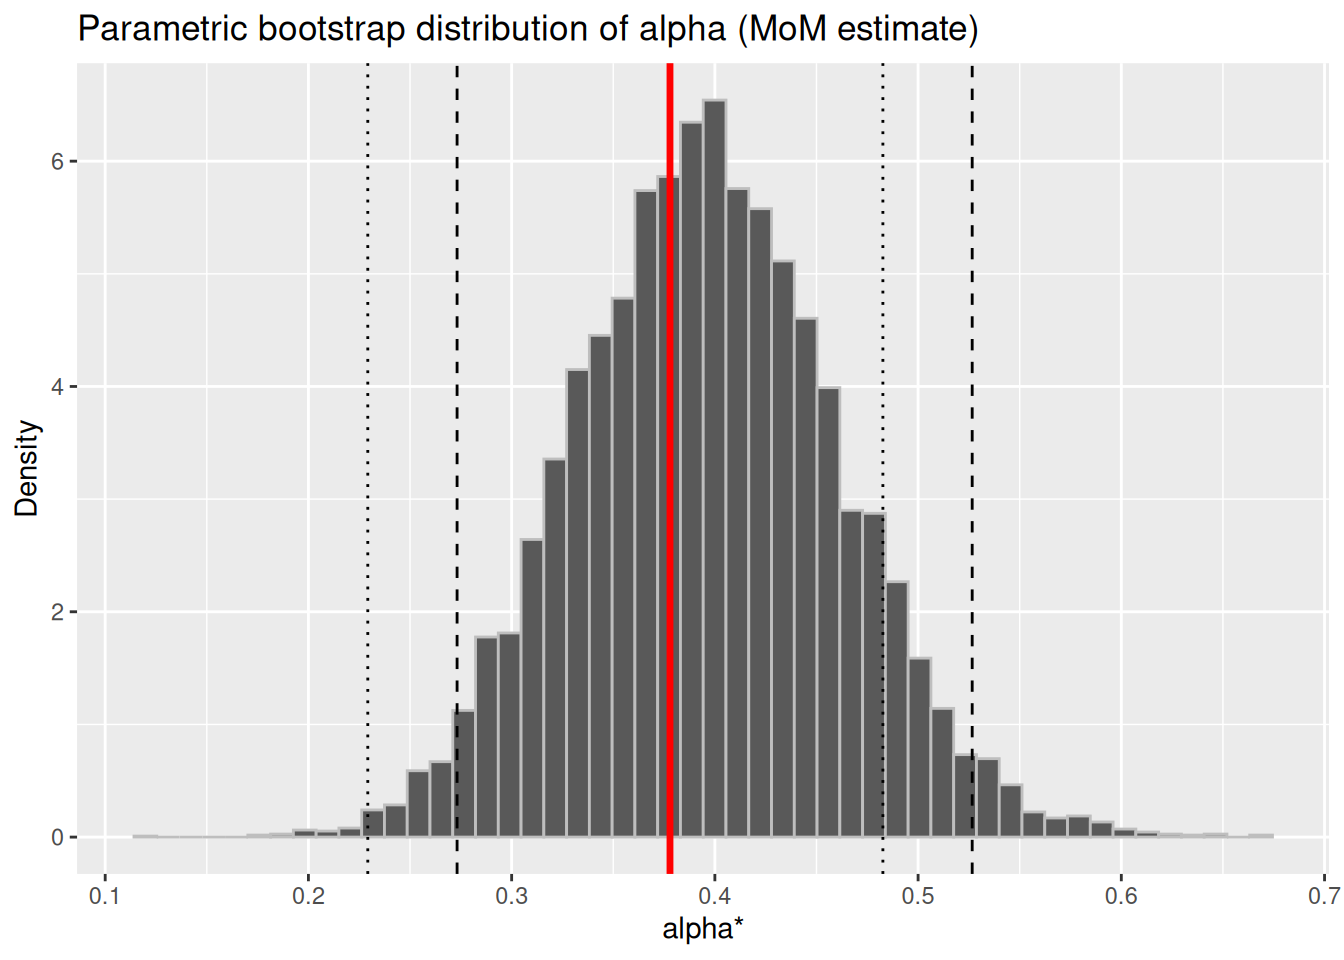 Parametric bootstrap distribution of alpha (MoM estimate)
6
4
2
0
Density
0.1 0.2 0.3 0.4 0.5 0.6 0.7
alpha*